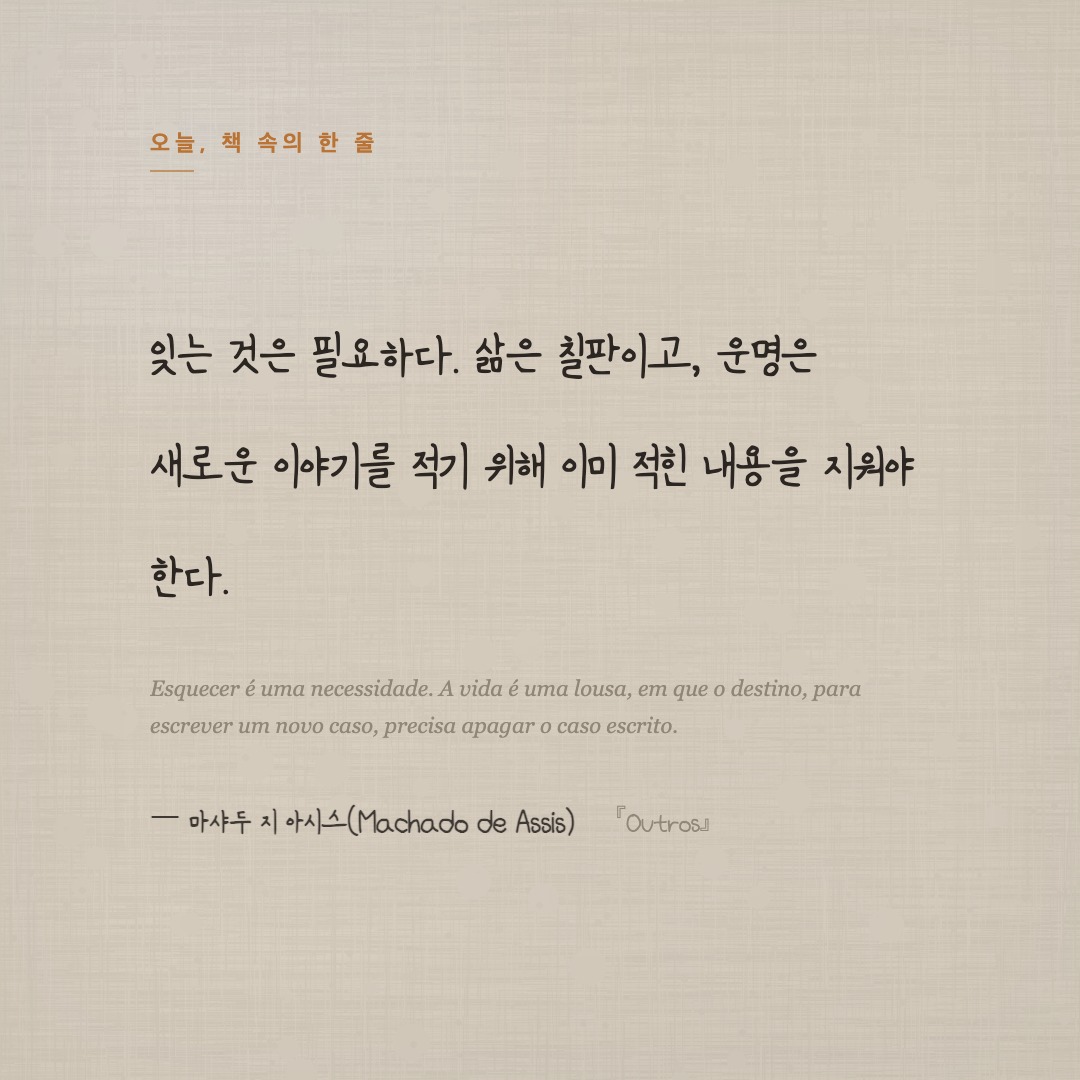 오늘, 책 속의 한 줄
잊는 것은 필요하다. 삶은 칠판이고, 운명은
새로운 이야기를 적기 위해 이미 적힌 내용을 지워야
한다.
Esquecer é uma necessidade. A vida é uma lousa, em que o destino, para
escrever um novo caso, precisa apagar o caso escrito.
— 마샤두 지 아시스(Machado de Assis) 『Outros』